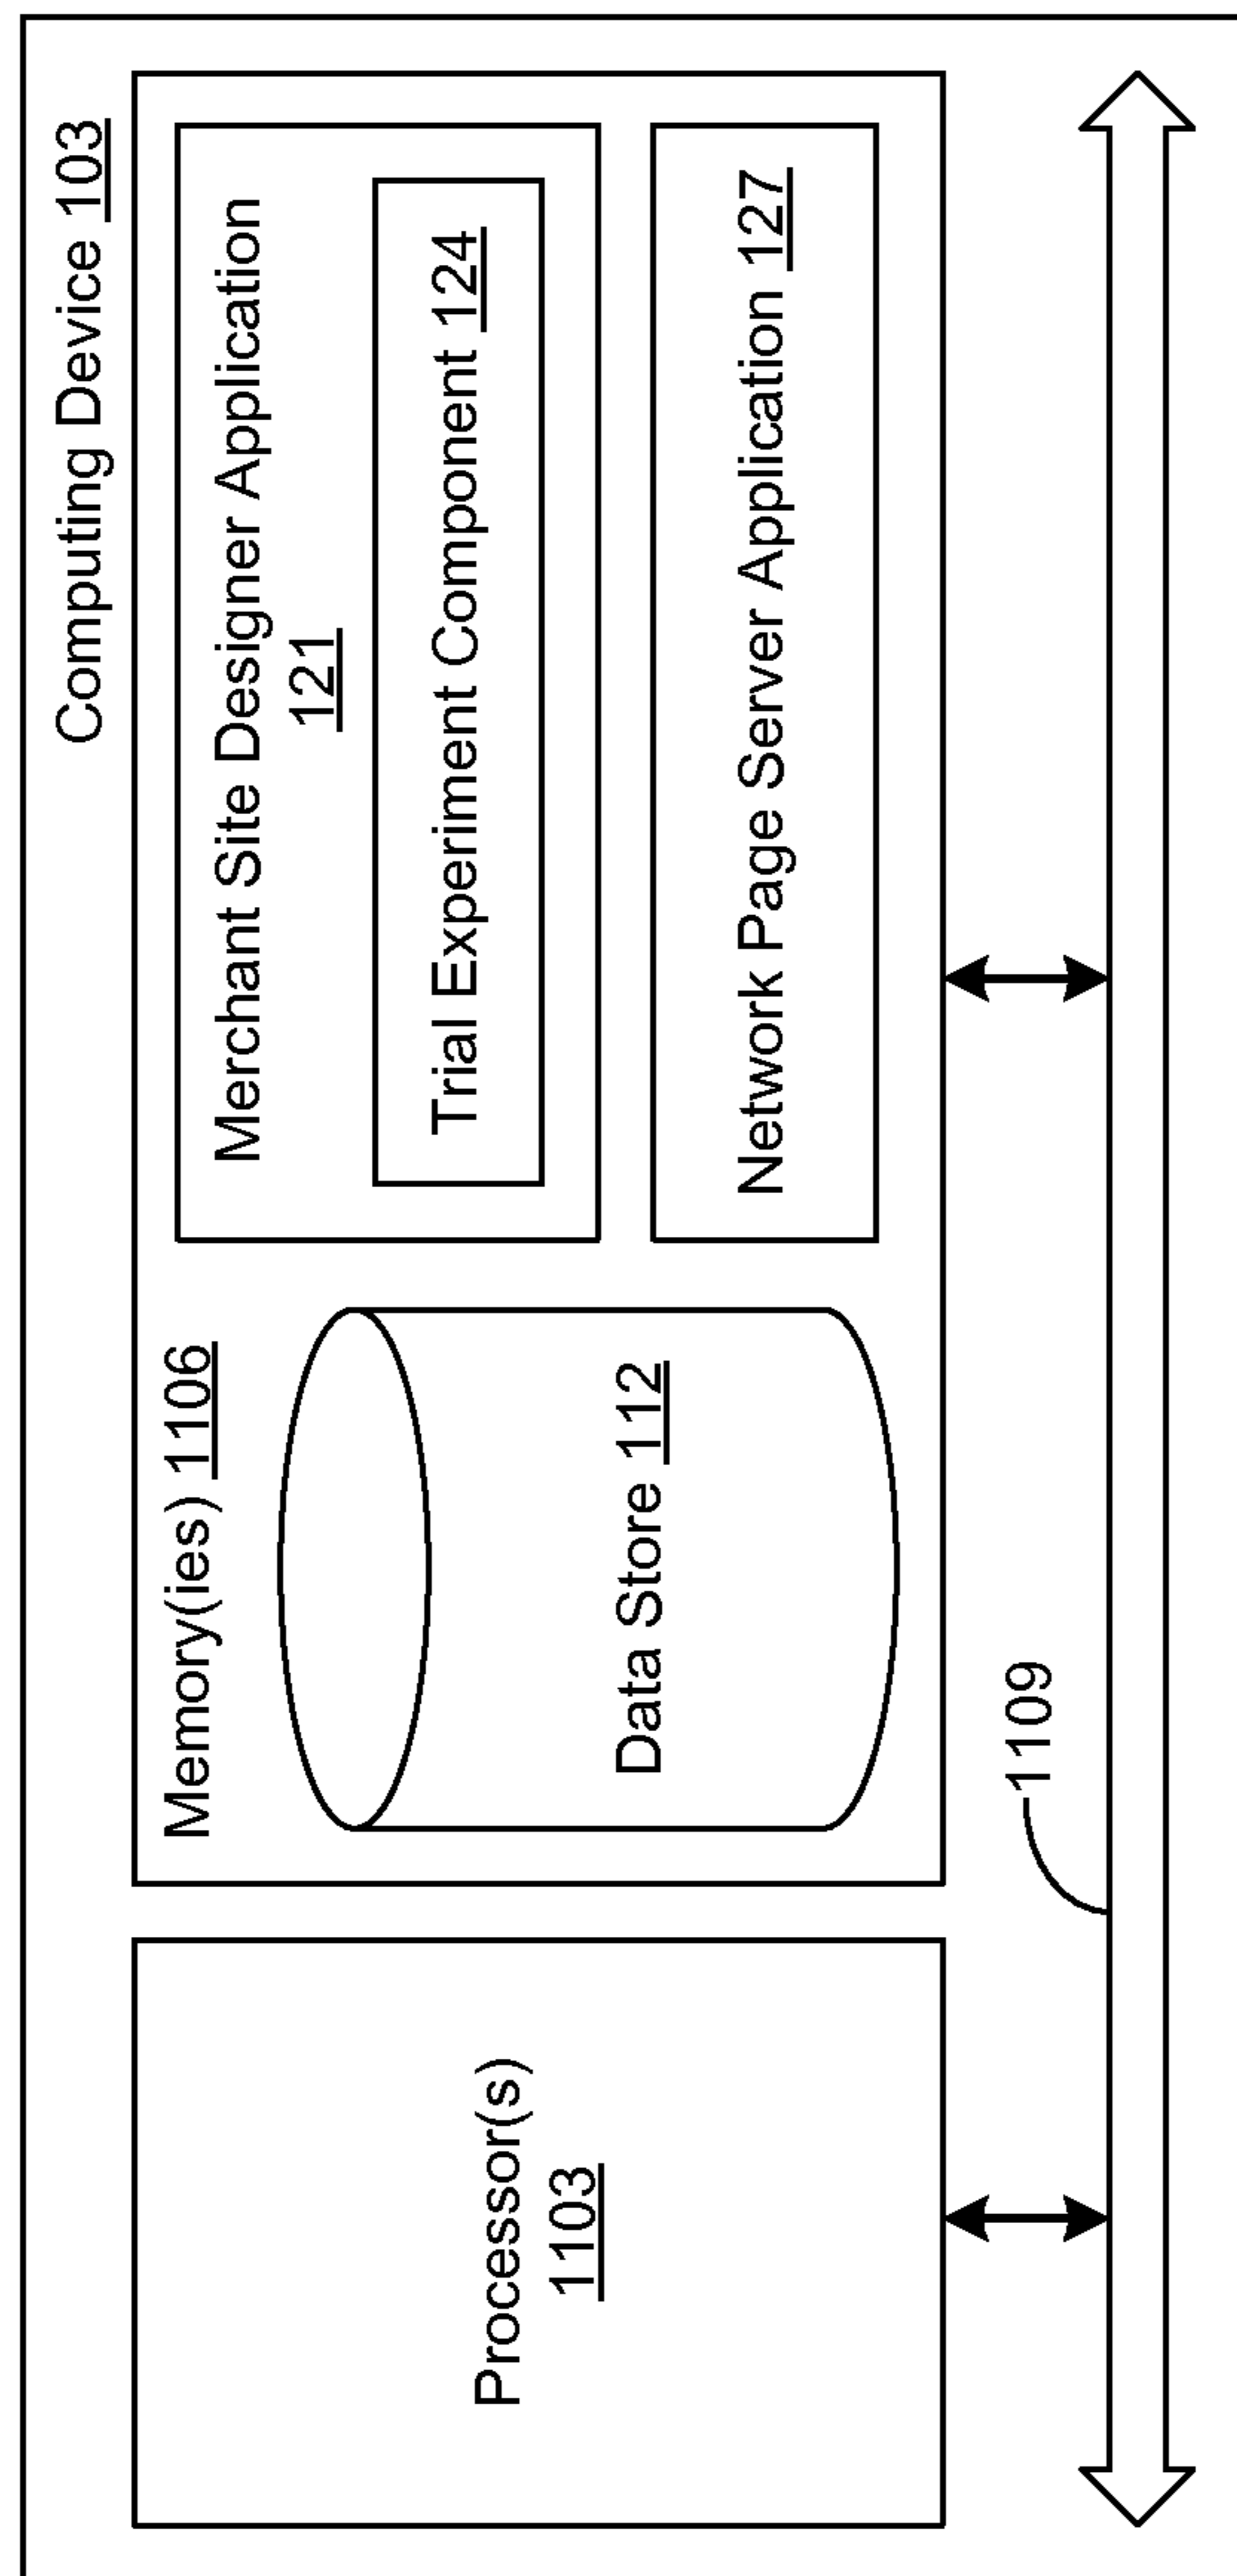 Computing Device 103
Processor(s)
1103
Memory(ies) 1106
Data Store 112
Merchant Site Designer Application
121
Trial Experiment Component 124
Network Page Server Application 127
1109